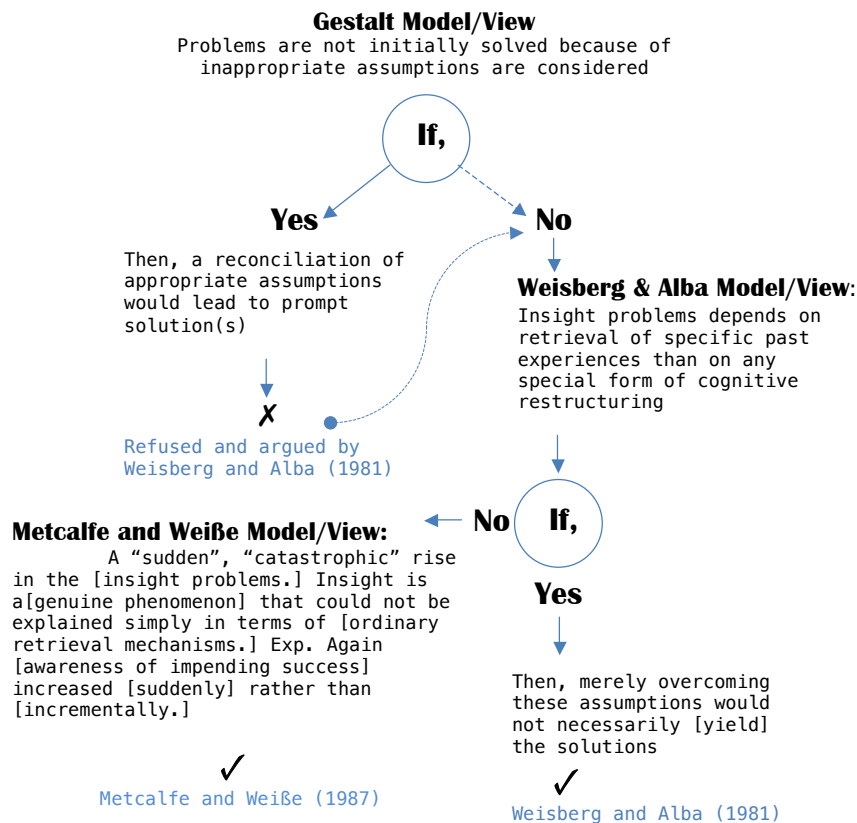 Gestalt Model/View
Problems are not initially solved because of
inappropriate assumptions are considered
If,
Yes
No
Then, a reconciliation of
appropriate assumptions
would lead to prompt
solution(s)
✗
Refused and argued by
Weisberg and Alba (1981)
Weisberg & Alba Model/View:
Insight problems depends on
retrieval of specific past
experiences than on any
special form of cognitive
restructuring
If,
No
Yes
Metcalfe and Weiße Model/View:
A “sudden”, “catastrophic” rise
in the [insight problems.] Insight is
a[genuine phenomenon] that could not be
explained simply in terms of [ordinary
retrieval mechanisms.] Exp. Again
[awareness of impending success]
increased [suddenly] rather than
[incrementally.]
✓
Metcalfe and Weiße (1987)
Then, merely overcoming
these assumptions would
not necessarily [yield]
the solutions
✓
Weisberg and Alba (1981)